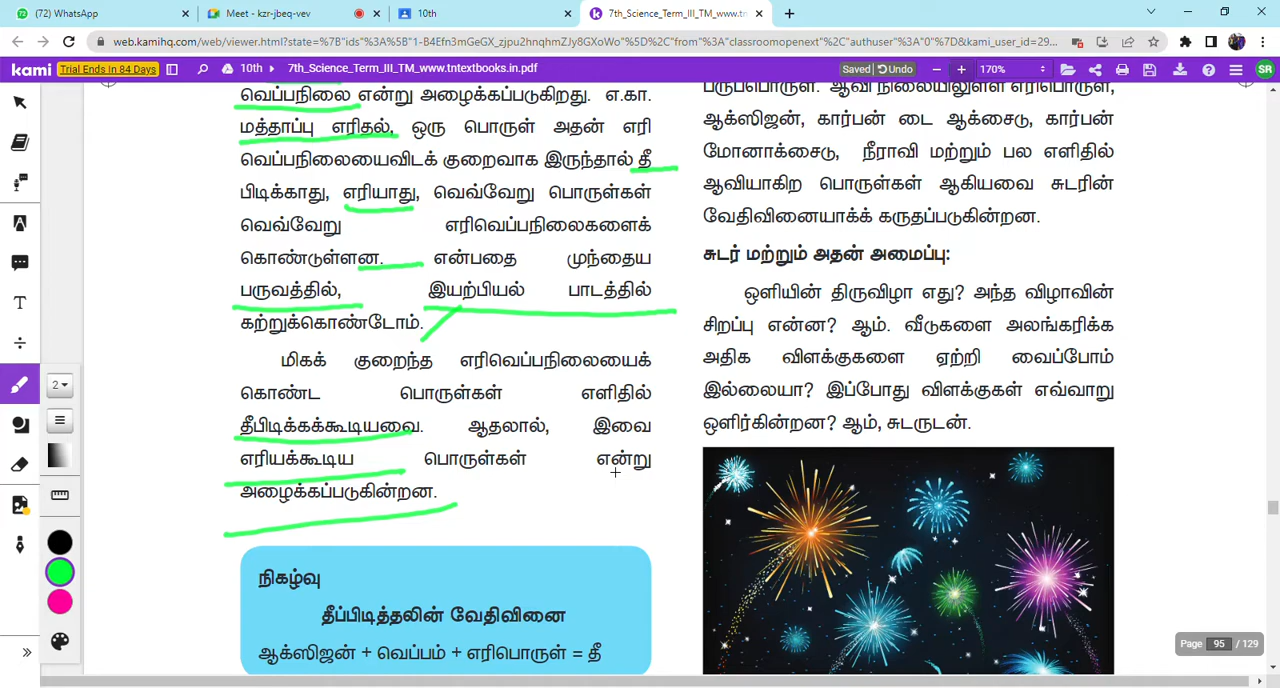 (72) WhatsApp
Meet - kzr-jbeq-vev
10th
7th_Science_Term_III_TM_www.tn
web.kamihq.com/web/viewer.html?state=%7B"ids"%3A%5B"1-B4Efn3mGeGX_zjpu2hnqhmZJy8GXoWo"%5D%2C"from"%3A"classroomopennext"%2C"authuser"%3A"0"%7D&kami_user_id=29...
kami
Trial Ends In 84 Days
10th
7th_Science_Term_III_TM_www.tntextbooks.in.pdf
Saved
Undo
170%
SR
வெப்பநிலை என்று அழைக்கப்படுகிறது. எ.கா.
மத்தாப்பு எரிதல், ஒரு பொருள் அதன் எரி
வெப்பநிலையைவிடக் குறைவாக இருந்தால் தீ
பிடிக்காது, எரியாது, வெவ்வேறு பொருள்கள்
வெவ்வேறு எரிவெப்பநிலைகளைக்
கொண்டுள்ளன. என்பதை முந்தைய
பருவத்தில், இயற்பியல் பாடத்தில்
கற்றுக்கொண்டோம்.
மிகக் குறைந்த எரிவெப்பநிலையைக்
கொண்ட பொருள்கள் எளிதில்
தீபிடிக்கக்கூடியவை. ஆதலால், இவை
எரியக்கூடிய பொருள்கள் என்று
அழைக்கப்படுகின்றன.
நிகழ்வு
தீப்பிடித்தலின் வேதிவினை
ஆக்ஸிஜன் + வெப்பம் + எரிபொருள் = தீ
பருப்பொருள். ஆவி நிலையிலுள்ள எரிபொருள்,
ஆக்ஸிஜன், கார்பன் டை ஆக்சைடு, கார்பன்
மோனாக்சைடு, நீராவி மற்றும் பல எளிதில்
ஆவியாகிற பொருள்கள் ஆகியவை சுடரின்
வேதிவினையாக்க் கருதப்படுகின்றன.
சுடர் மற்றும் அதன் அமைப்பு:
ஒளியின் திருவிழா எது? அந்த விழாவின்
சிறப்பு என்ன? ஆம். வீடுகளை அலங்கரிக்க
அதிக விளக்குகளை ஏற்றி வைப்போம்
இல்லையா? இப்போது விளக்குகள் எவ்வாறு
ஒளிர்கின்றன? ஆம், சுடருடன்.
2
Page 95 / 129